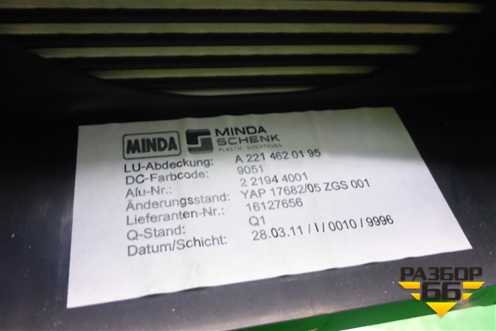 MINDA
MINDA
SCHENK
PLASTIC SOLUTIONS
LU-Abdeckung: A 221 462 01 95
DC-Farbcode: 9051
Alu-Nr.: 2 2194 4001
Änderungsstand: YAP 17682/05 ZGS 001
Lieferanten-Nr.: 16127656
Q-Stand: Q1
Datum/Schicht: 28.03.11 / I / 0010 / 9996
РАЗБОР
66